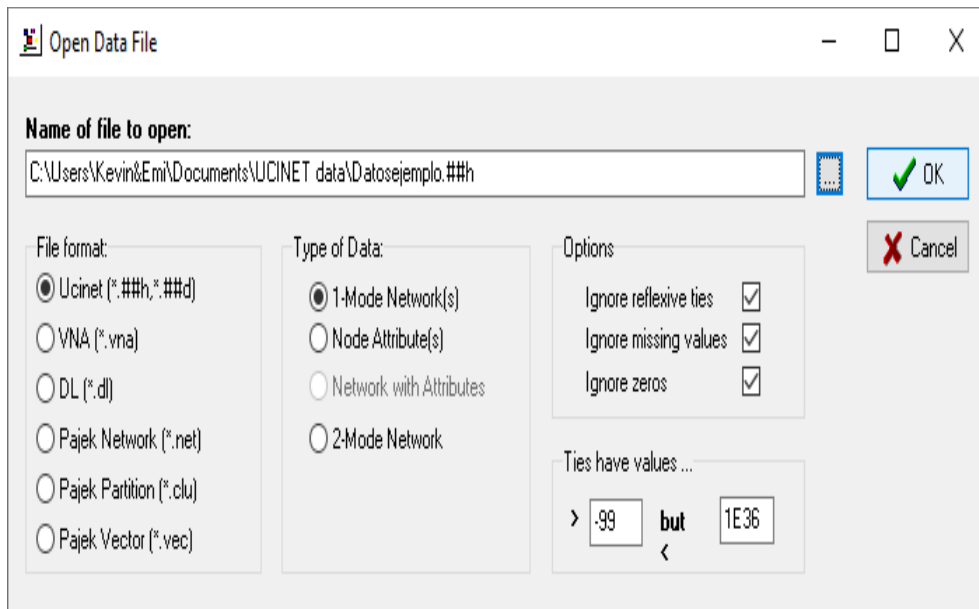 Open Data File
Name of file to open:
C:\Users\Kevin&Emi\Documents\UCINET data\Datosejemplo.##h
...
OK
Cancel
File format:
Ucinet (*.##h,*.##d)
VNA (*.vna)
DL (*.dl)
Pajek Network (*.net)
Pajek Partition (*.clu)
Pajek Vector (*.vec)
Type of Data:
1-Mode Network(s)
Node Attribute(s)
Network with Attributes
2-Mode Network
Options
Ignore reflexive ties
Ignore missing values
Ignore zeros
Ties have values ...
> -99 but < 1E36